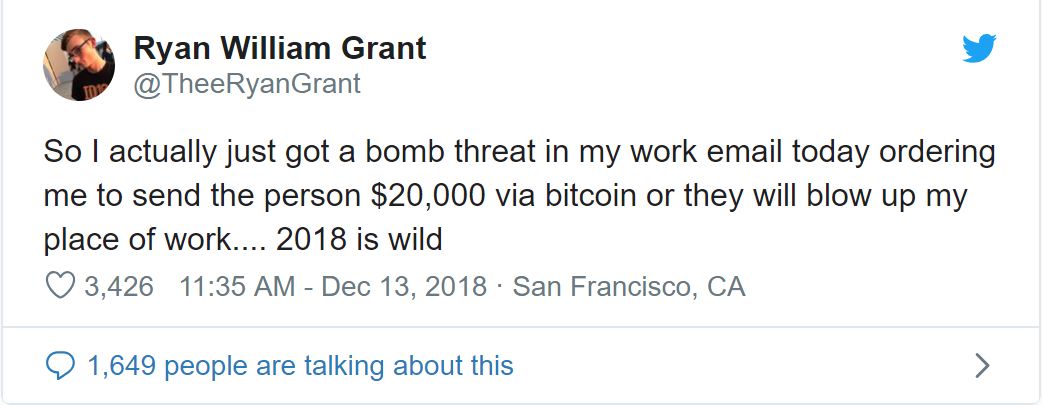 Ryan William Grant
@TheeRyanGrant
So I actually just got a bomb threat in my work email today ordering
me to send the person $20,000 via bitcoin or they will blow up my
place of work.... 2018 is wild
3,426 11:35 AM - Dec 13, 2018 · San Francisco, CA
1,649 people are talking about this